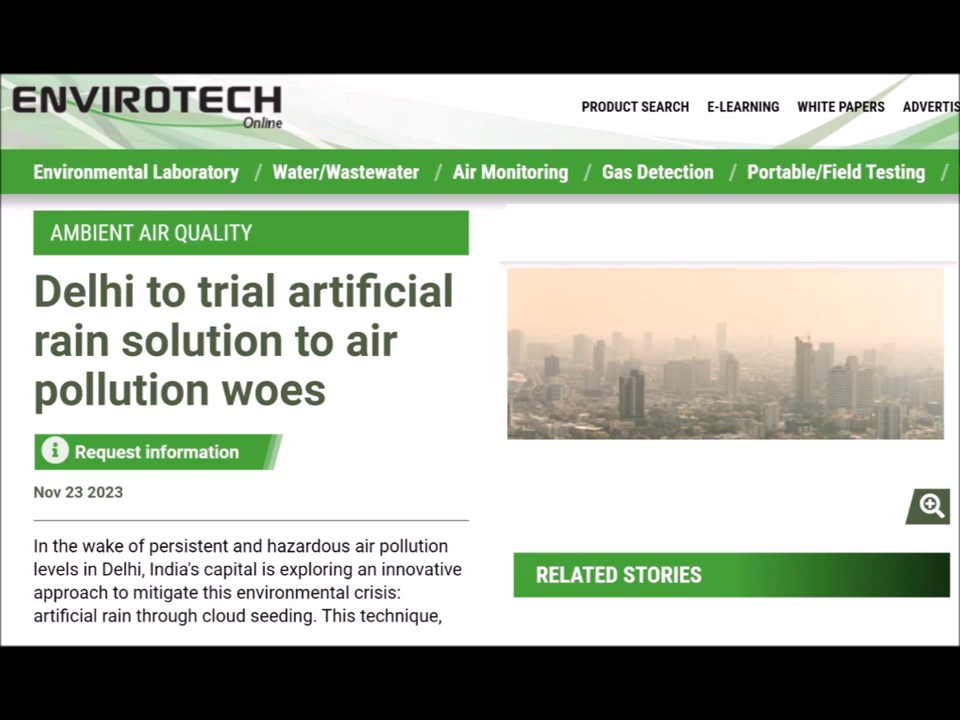 ENVIROTECH
Online
PRODUCT SEARCH E-LEARNING WHITE PAPERS ADVERTIS
Environmental Laboratory / Water/Wastewater / Air Monitoring / Gas Detection / Portable/Field Testing /
AMBIENT AIR QUALITY
Delhi to trial artificial
rain solution to air
pollution woes
Request information
Nov 23 2023
In the wake of persistent and hazardous air pollution
levels in Delhi, India's capital is exploring an innovative
approach to mitigate this environmental crisis:
artificial rain through cloud seeding. This technique,
RELATED STORIES